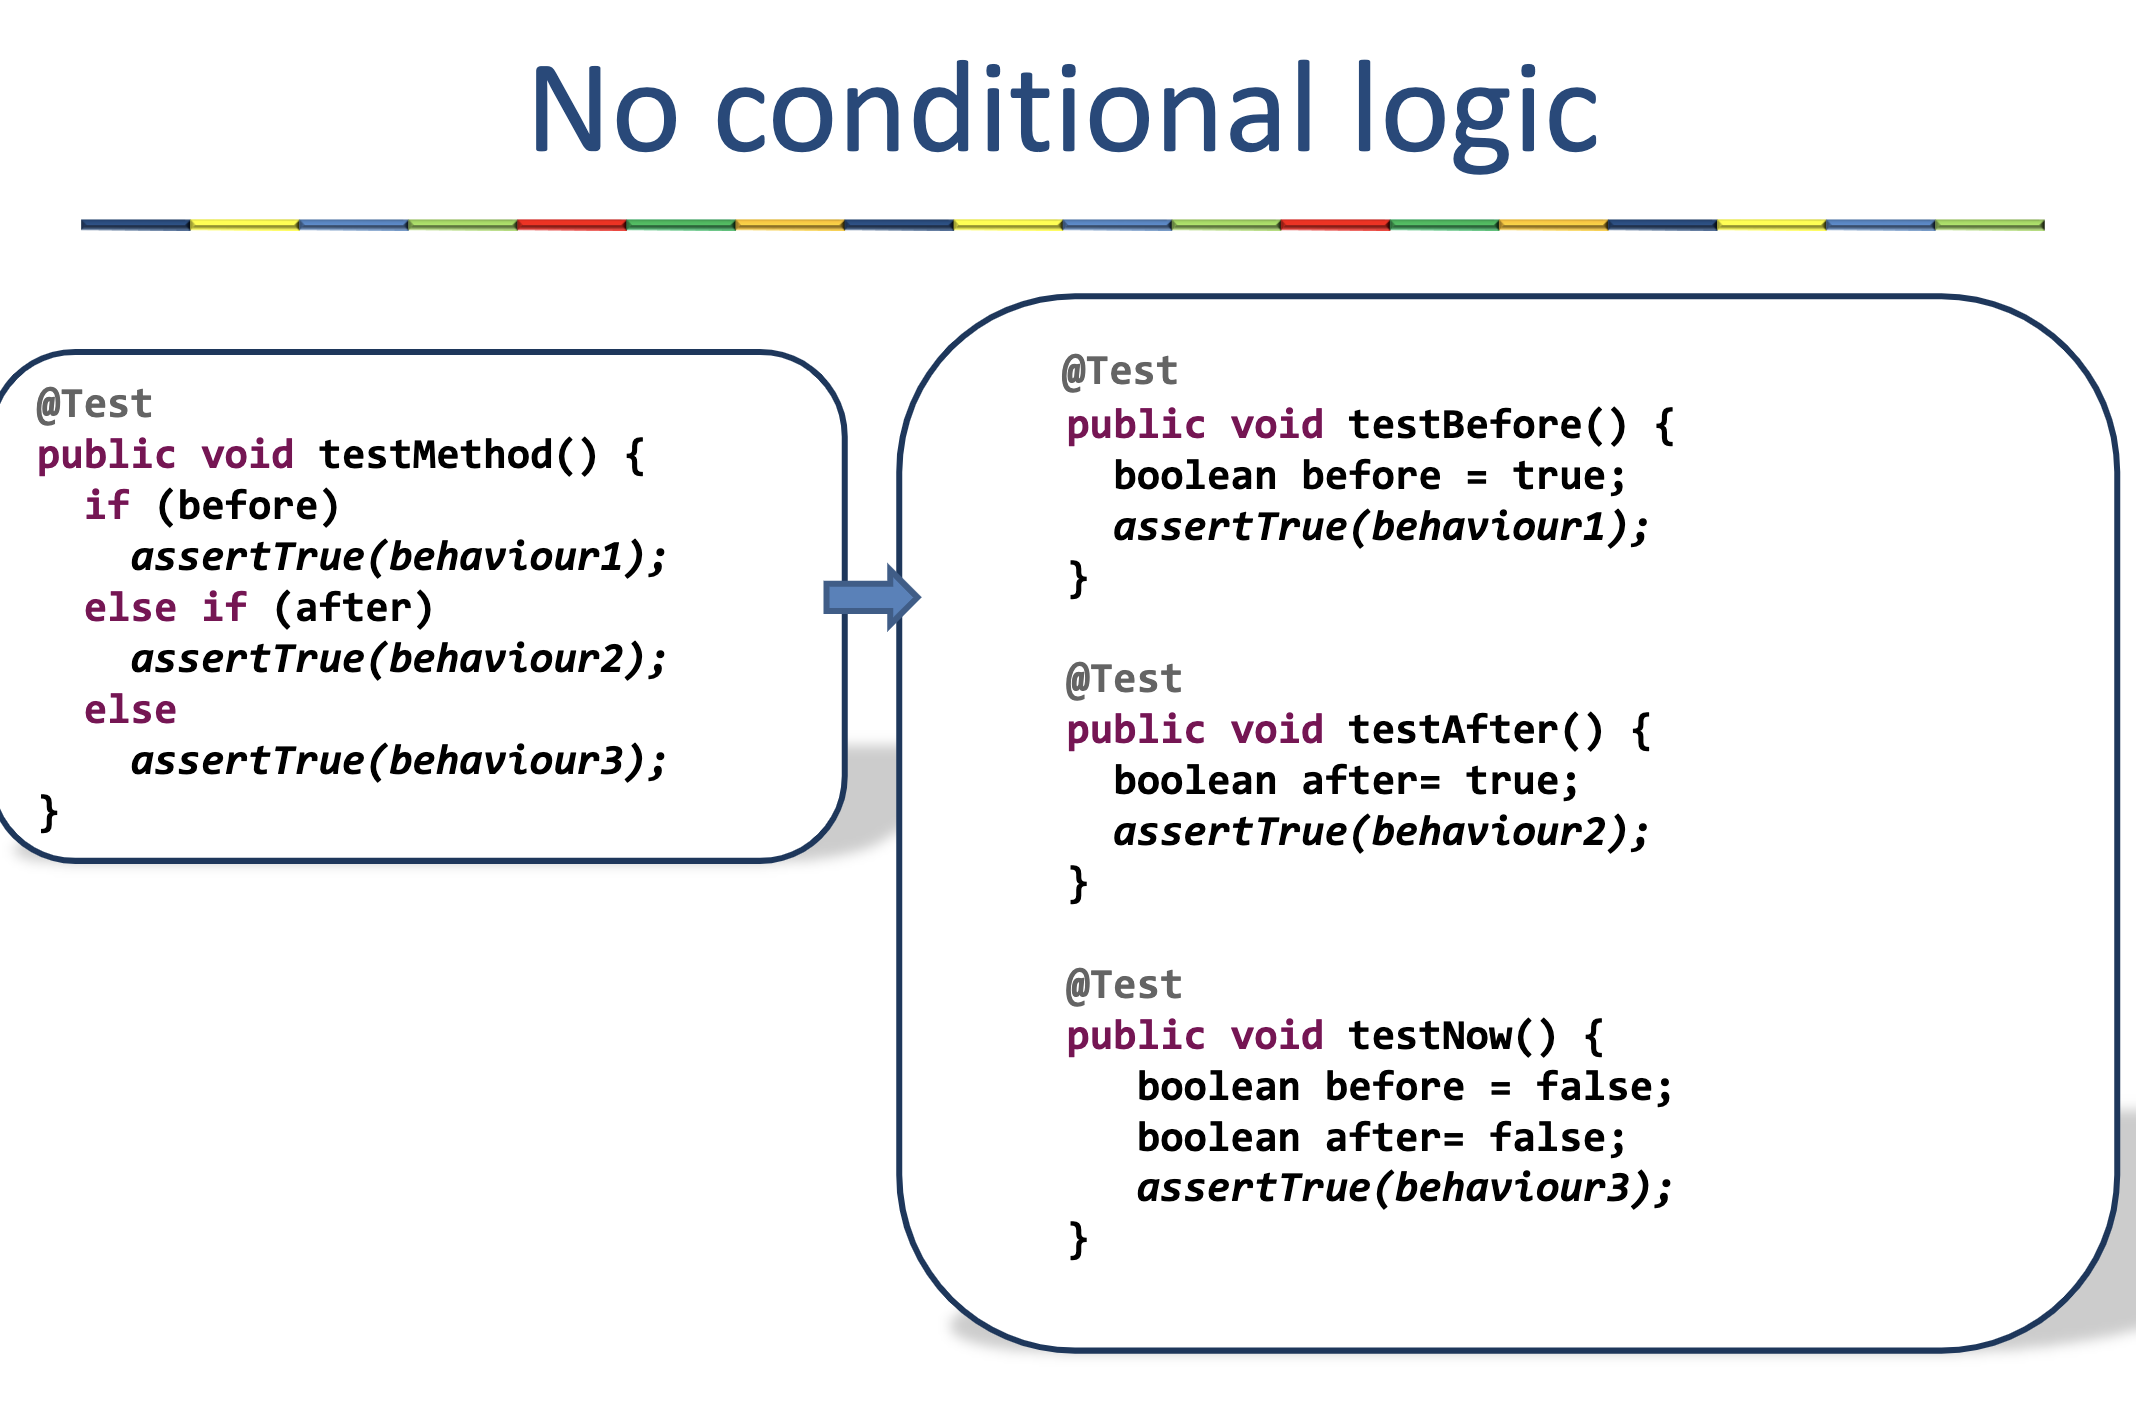 No conditional logic
@Test
public void testMethod() {
  if (before)
    assertTrue(behaviour1);
  else if (after)
    assertTrue(behaviour2);
  else
    assertTrue(behaviour3);
}
@Test
public void testBefore() {
  boolean before = true;
  assertTrue(behaviour1);
}
@Test
public void testAfter() {
  boolean after= true;
  assertTrue(behaviour2);
}
@Test
public void testNow() {
   boolean before = false;
   boolean after= false;
   assertTrue(behaviour3);
}